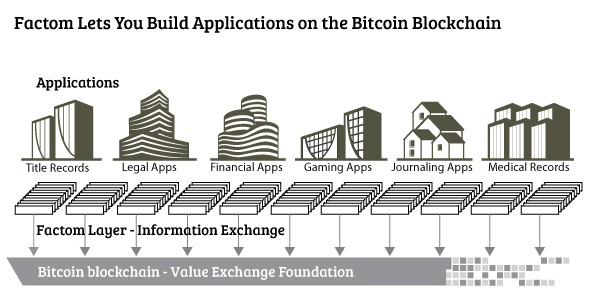 Factom Lets You Build Applications on the Bitcoin Blockchain
Applications
Title Records
Legal Apps
Financial Apps
Gaming Apps
Journaling Apps
Medical Records
Factom Layer - Information Exchange
Bitcoin blockchain - Value Exchange Foundation